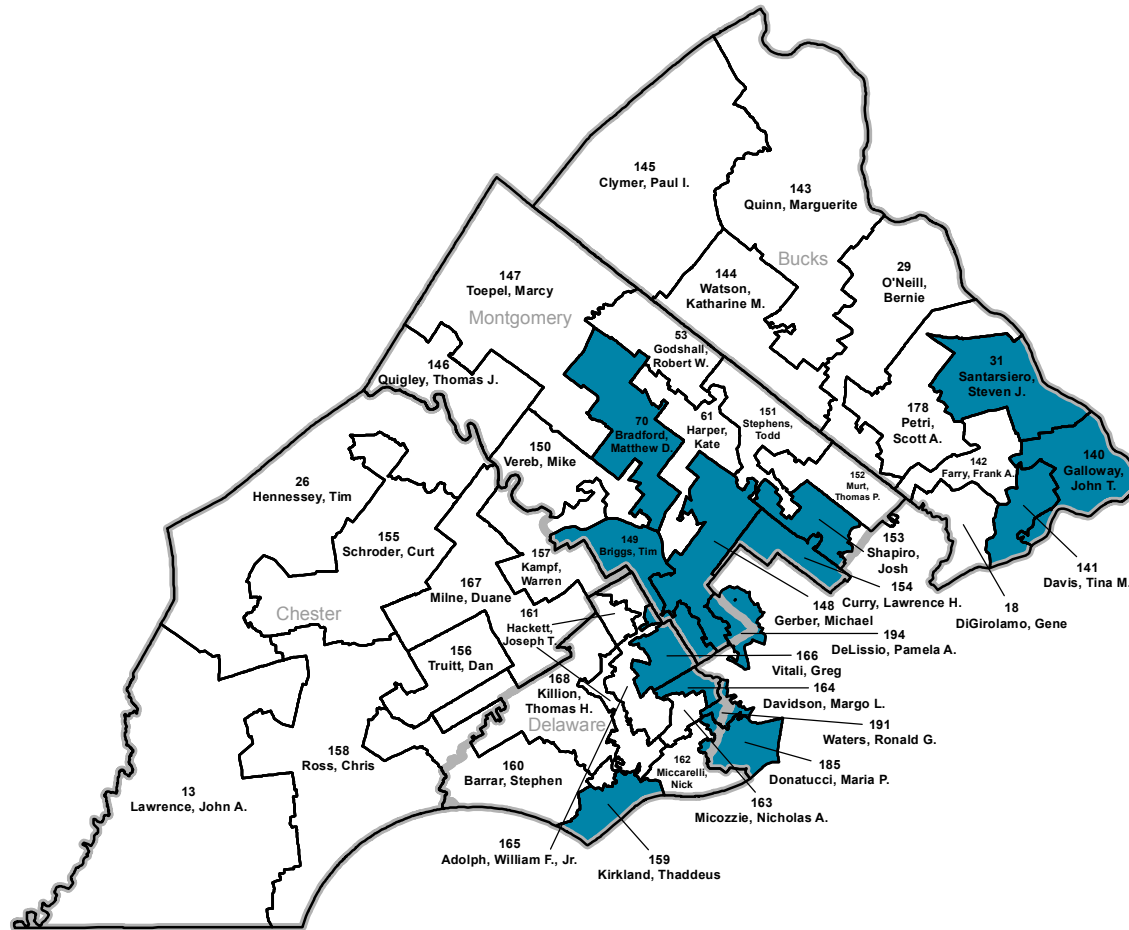 145
Clymer, Paul I.
143
Quinn, Marguerite
Bucks
29
O'Neill,
Bernie
144
Watson,
Katharine M.
147
Toepel, Marcy
Montgomery
53
Godshall,
Robert W.
31
Santarsiero,
Steven J.
146
Quigley, Thomas J.
70
Bradford,
Matthew D.
61
Harper,
Kate
151
Stephens,
Todd
178
Petri,
Scott A.
142
Farry, Frank A.
140
Galloway,
John T.
150
Vereb, Mike
152
Murt,
Thomas P.
26
Hennessey, Tim
155
Schroder, Curt
157
Kampf,
Warren
149
Briggs, Tim
153
Shapiro,
Josh
141
Davis, Tina M.
167
Milne, Duane
154
Curry, Lawrence H.
18
DiGirolamo, Gene
Chester
161
Hackett,
Joseph T.
148
Gerber, Michael
194
DeLissio, Pamela A.
156
Truitt, Dan
166
Vitali, Greg
168
Killion,
Thomas H.
164
Davidson, Margo L.
Delaware
191
Waters, Ronald G.
158
Ross, Chris
160
Barrar, Stephen
162
Miccarelli,
Nick
185
Donatucci, Maria P.
13
Lawrence, John A.
163
Micozzie, Nicholas A.
165
Adolph, William F., Jr.
159
Kirkland, Thaddeus